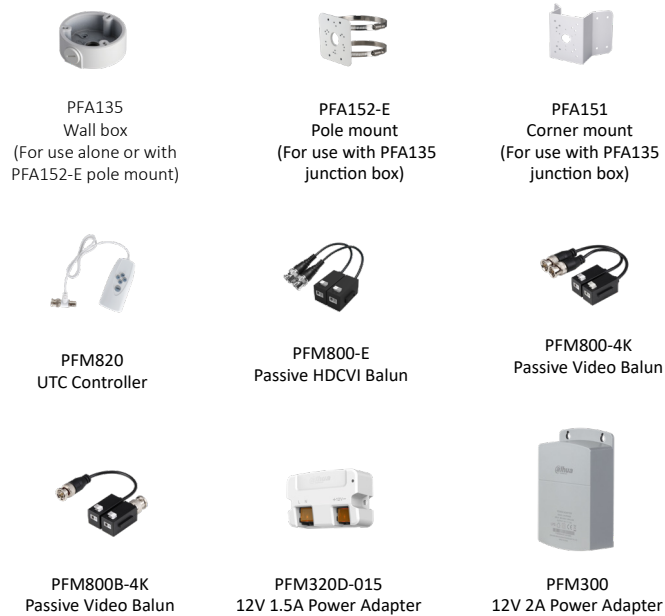 PFA135
Wall box
(For use alone or with
PFA152-E pole mount)
PFA152-E
Pole mount
(For use with PFA135
junction box)
PFA151
Corner mount
(For use with PFA135
junction box)
PFM820
UTC Controller
PFM800-E
Passive HDCVI Balun
PFM800-4K
Passive Video Balun
alhua
PFM800B-4K
Passive Video Balun
PFM320D-015
12V 1.5A Power Adapter
PFM300
12V 2A Power Adapter